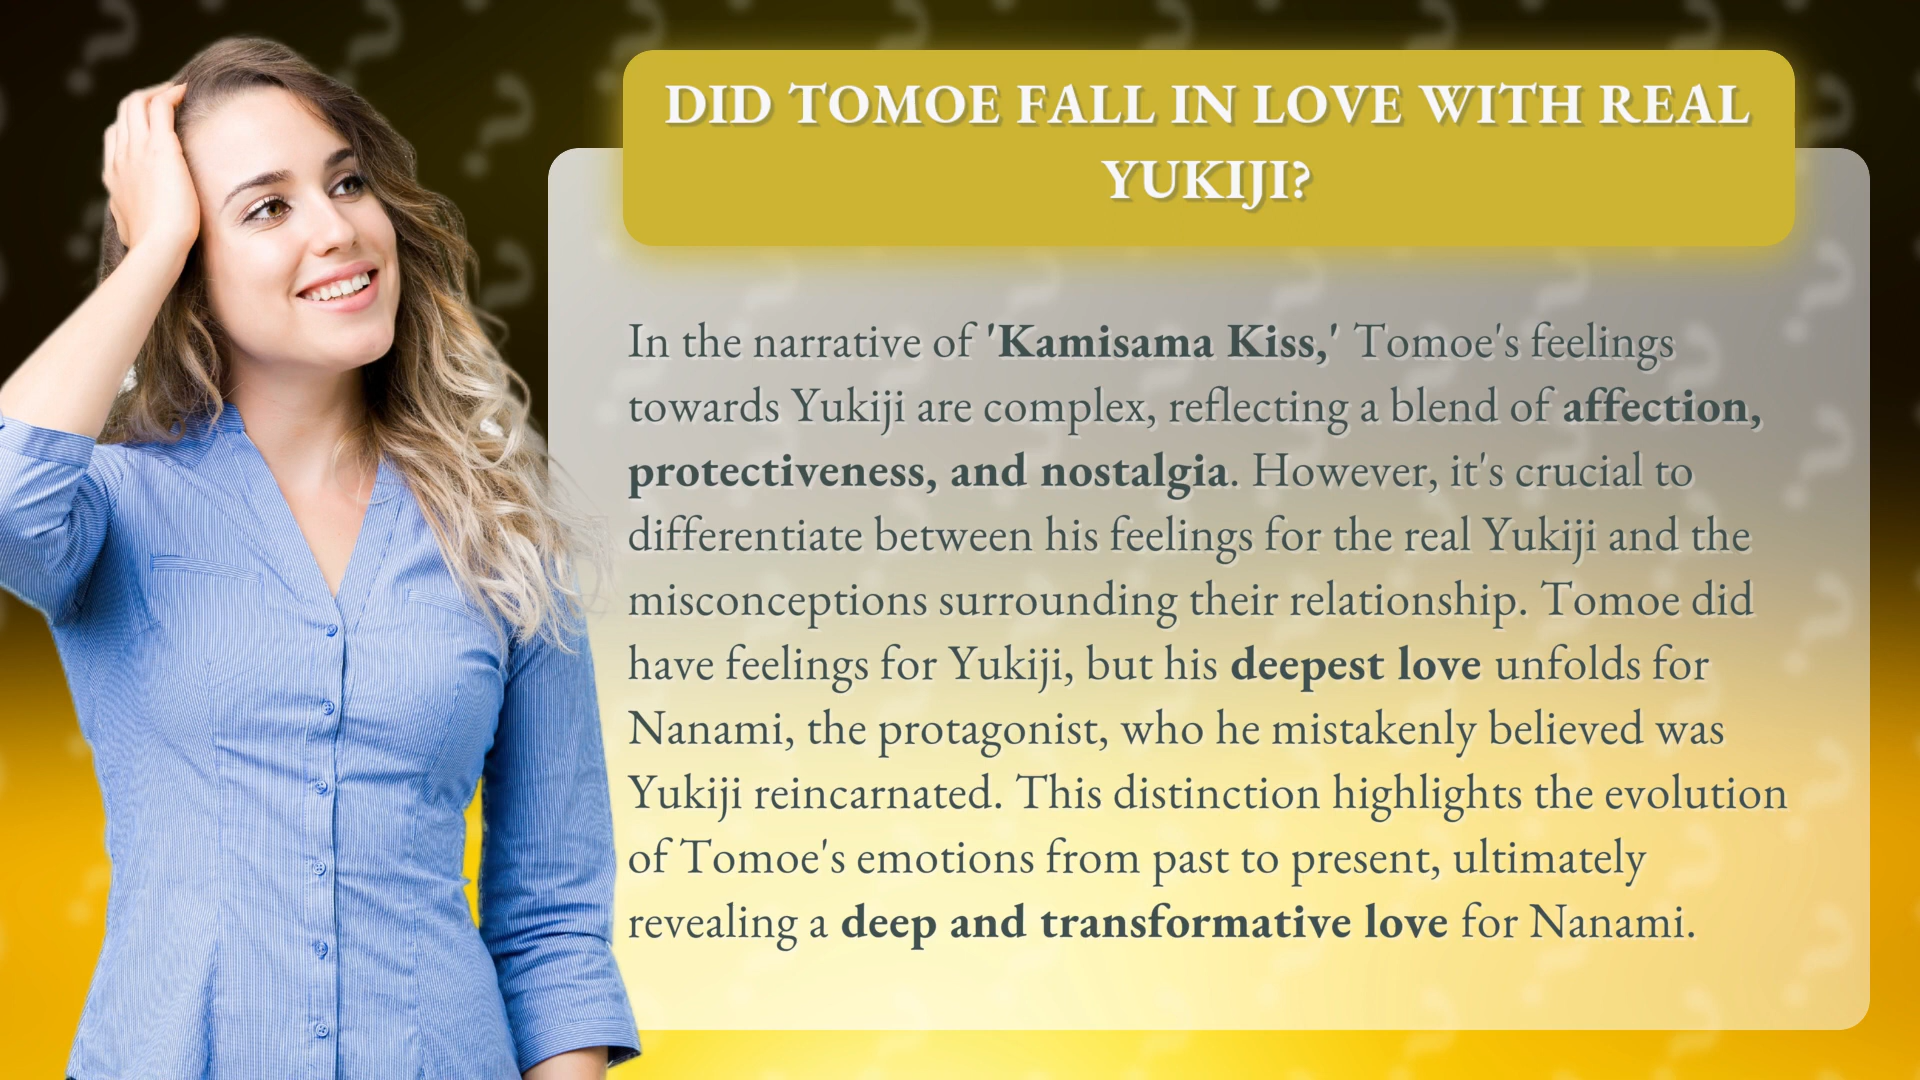 DID TOMOE FALL IN LOVE WITH REAL
YUKIJI?
In the narrative of 'Kamisama Kiss,' Tomoe's feelings
towards Yukiji are complex, reflecting a blend of affection,
protectiveness, and nostalgia. However, it's crucial to
differentiate between his feelings for the real Yukiji and the
misconceptions surrounding their relationship. Tomoe did
have feelings for Yukiji, but his deepest love unfolds for
Nanami, the protagonist, who he mistakenly believed was
Yukiji reincarnated. This distinction highlights the evolution
of Tomoe's emotions from past to present, ultimately
revealing a deep and transformative love for Nanami.